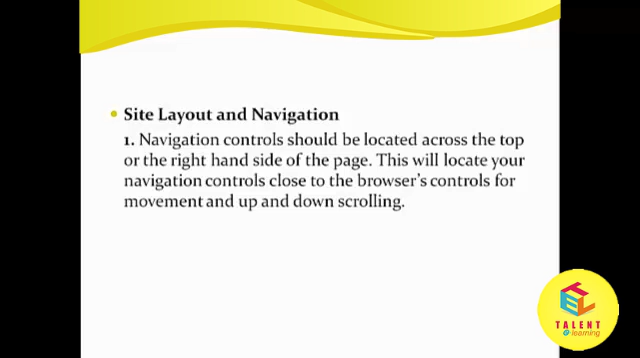 Site Layout and Navigation
1. Navigation controls should be located across the top
or the right hand side of the page. This will locate your
navigation controls close to the browser's controls for
movement and up and down scrolling.
TEL
TALENT
e-learning